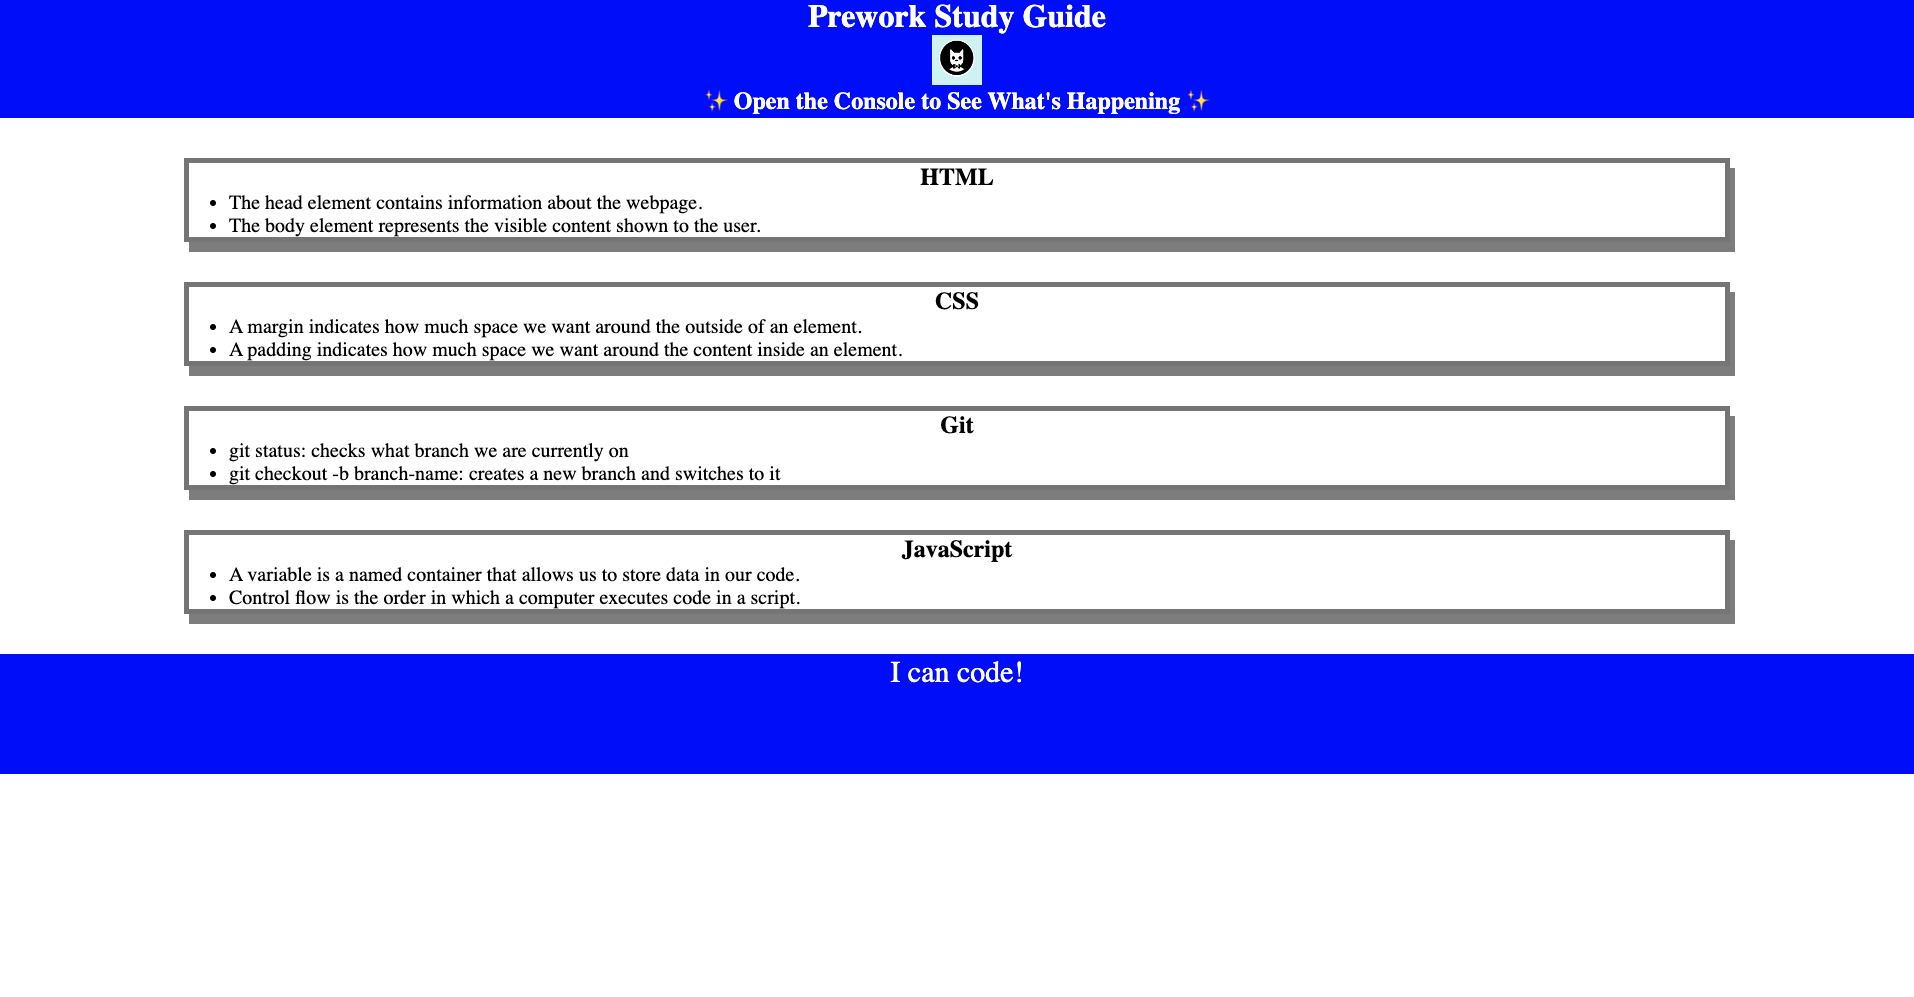 Prework Study Guide
✨ Open the Console to See What's Happening ✨
HTML
• The head element contains information about the webpage.
• The body element represents the visible content shown to the user.
CSS
• A margin indicates how much space we want around the outside of an element.
• A padding indicates how much space we want around the content inside an element.
Git
• git status: checks what branch we are currently on
• git checkout -b branch-name: creates a new branch and switches to it
JavaScript
• A variable is a named container that allows us to store data in our code.
• Control flow is the order in which a computer executes code in a script.
I can code!